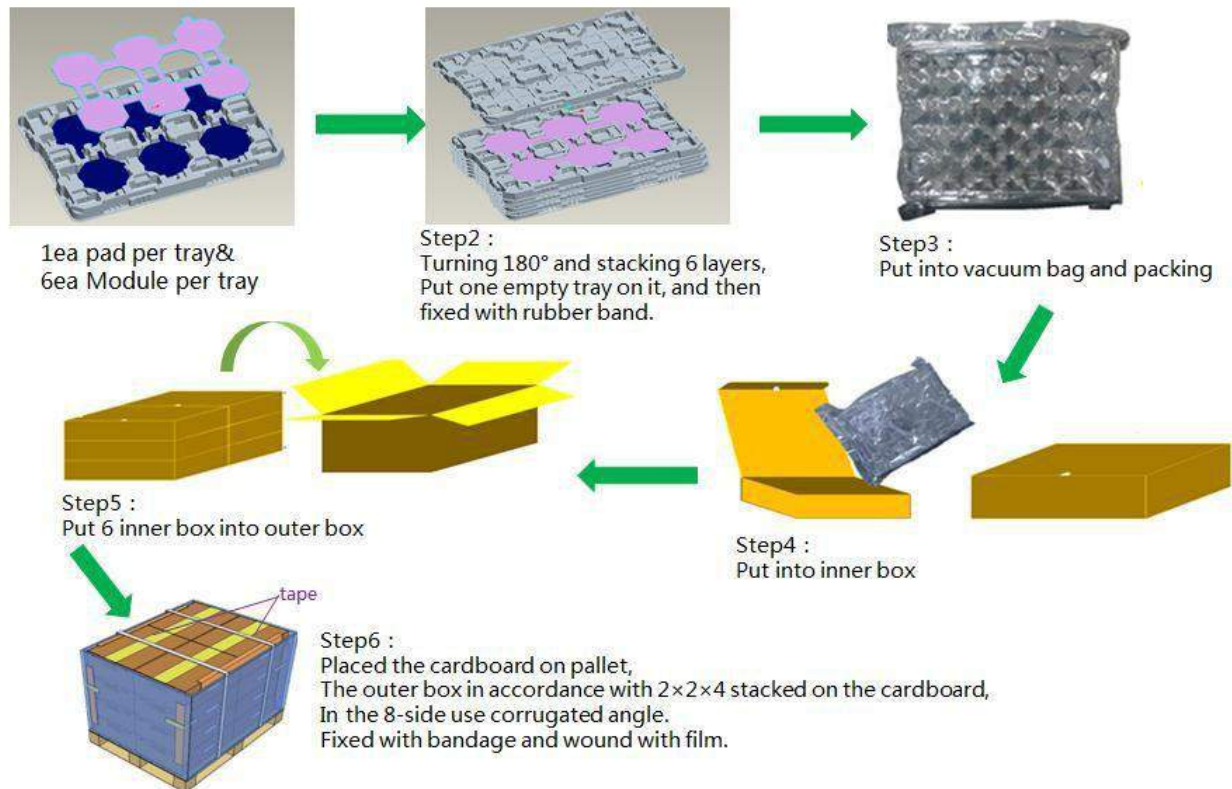 1ea pad per tray&
6ea Module per tray
Step2：
Turning 180° and stacking 6 layers,
Put one empty tray on it, and then
fixed with rubber band.
Step3：
Put into vacuum bag and packing
Step4：
Put into inner box
Step5：
Put 6 inner box into outer box
tape
Step6：
Placed the cardboard on pallet,
The outer box in accordance with 2×2×4 stacked on the cardboard,
In the 8-side use corrugated angle.
Fixed with bandage and wound with film.